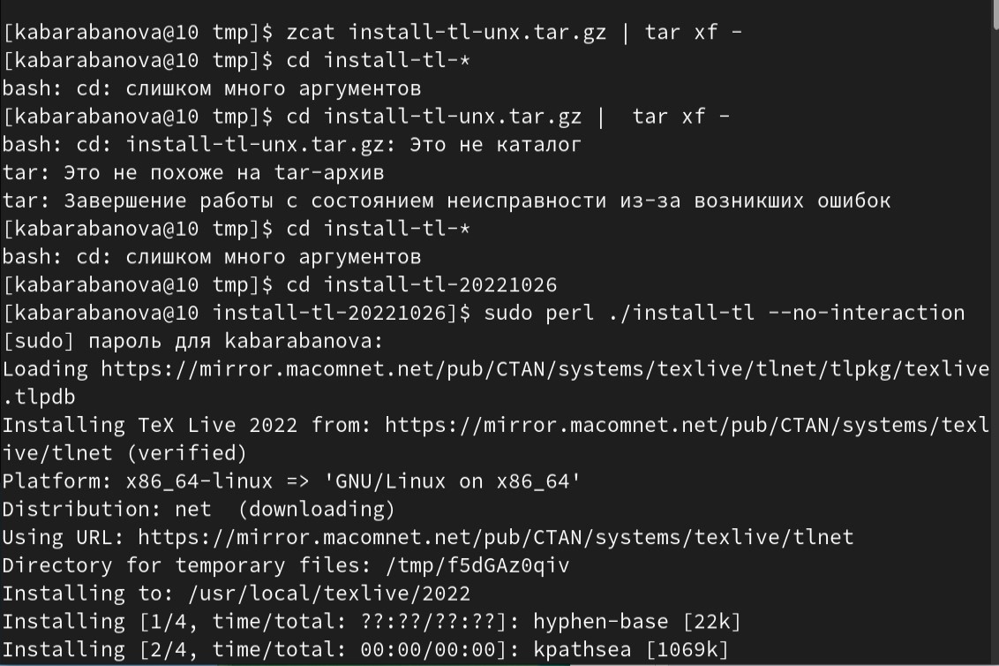 [kabarabanova@10 tmp]$ zcat install-tl-unx.tar.gz | tar xf -
[kabarabanova@10 tmp]$ cd install-tl-*
bash: cd: слишком много аргументов
[kabarabanova@10 tmp]$ cd install-tl-unx.tar.gz |  tar xf -
bash: cd: install-tl-unx.tar.gz: Это не каталог
tar: Это не похоже на tar-архив
tar: Завершение работы с состоянием неисправности из-за возникших ошибок
[kabarabanova@10 tmp]$ cd install-tl-*
bash: cd: слишком много аргументов
[kabarabanova@10 tmp]$ cd install-tl-20221026
[kabarabanova@10 install-tl-20221026]$ sudo perl ./install-tl --no-interaction
[sudo] пароль для kabarabanova:
Loading https://mirror.macomnet.net/pub/CTAN/systems/texlive/tlnet/tlpkg/texlive
.tlpdb
Installing TeX Live 2022 from: https://mirror.macomnet.net/pub/CTAN/systems/texl
ive/tlnet (verified)
Platform: x86_64-linux => 'GNU/Linux on x86_64'
Distribution: net  (downloading)
Using URL: https://mirror.macomnet.net/pub/CTAN/systems/texlive/tlnet
Directory for temporary files: /tmp/f5dGAz0qiv
Installing to: /usr/local/texlive/2022
Installing [1/4, time/total: ??:??/??:??]: hyphen-base [22k]
Installing [2/4, time/total: 00:00/00:00]: kpathsea [1069k]